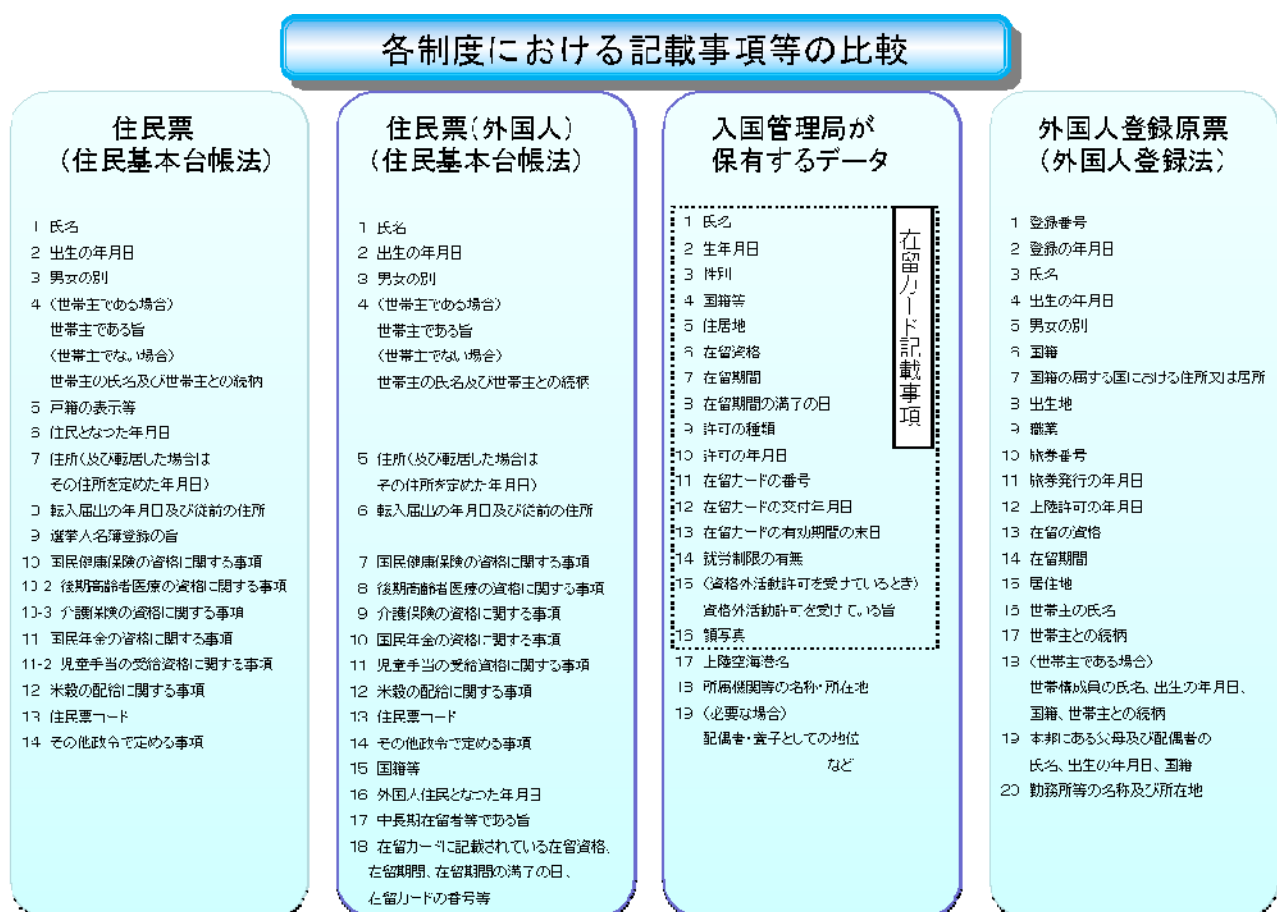 各制度における記載事項等の比較
住民票
(住民基本台帳法)
1 氏名
2 出生の年月日
3 男女の別
4 (世帯主である場合)
世帯主である旨
(世帯主でない場合)
世帯主の氏名及び世帯主との続柄
5 戸籍の表示等
6 住民となつた年月日
7 住所(及び転居した場合は
その住所を定めた年月日)
8 転入届出の年月日及び従前の住所
9 選挙人名簿登録の旨
10 国民健康保険の資格に関する事項
10-2 後期高齢者医療の資格に関する事項
10-3 介護保険の資格に関する事項
11 国民年金の資格に関する事項
11-2 児童手当の受給資格に関する事項
12 米穀の配給に関する事項
13 住民票コード
14 その他政令で定める事項
住民票(外国人)
(住民基本台帳法)
1 氏名
2 出生の年月日
3 男女の別
4 (世帯主である場合)
世帯主である旨
(世帯主でない場合)
世帯主の氏名及び世帯主との続柄
5 住所(及び転居した場合は
その住所を定めた年月日)
6 転入届出の年月日及び従前の住所
7 国民健康保険の資格に関する事項
8 後期高齢者医療の資格に関する事項
9 介護保険の資格に関する事項
10 国民年金の資格に関する事項
11 児童手当の受給資格に関する事項
12 米穀の配給に関する事項
13 住民票コード
14 その他政令で定める事項
15 国籍等
16 外国人住民となつた年月日
17 中長期在留者等である旨
18 在留カードに記載されている在留資格、
在留期間、在留期間の満了の日、
在留カードの番号等
入国管理局が
保有するデータ
在留カード記載事項
1 氏名
2 生年月日
3 性別
4 国籍等
5 住居地
6 在留資格
7 在留期間
8 在留期間の満了の日
9 許可の種類
10 許可の年月日
11 在留カードの番号
12 在留カードの交付年月日
13 在留カードの有効期間の末日
14 就労制限の有無
15 (資格外活動許可を受けているとき)
資格外活動許可を受けている旨
16 顔写真
17 上陸空海港名
18 所属機関等の名称・所在地
19 (必要な場合)
配偶者・養子としての地位
など
外国人登録原票
(外国人登録法)
1 登録番号
2 登録の年月日
3 氏名
4 出生の年月日
5 男女の別
6 国籍
7 国籍の属する国における住所又は居所
8 出生地
9 職業
10 旅券番号
11 旅券発行の年月日
12 上陸許可の年月日
13 在留の資格
14 在留期間
15 居住地
16 世帯主の氏名
17 世帯主との続柄
18 (世帯主である場合)
世帯構成員の氏名、出生の年月日、
国籍、世帯主との続柄
19 本邦にある父母及び配偶者の
氏名、出生の年月日、国籍
20 勤務所等の名称及び所在地